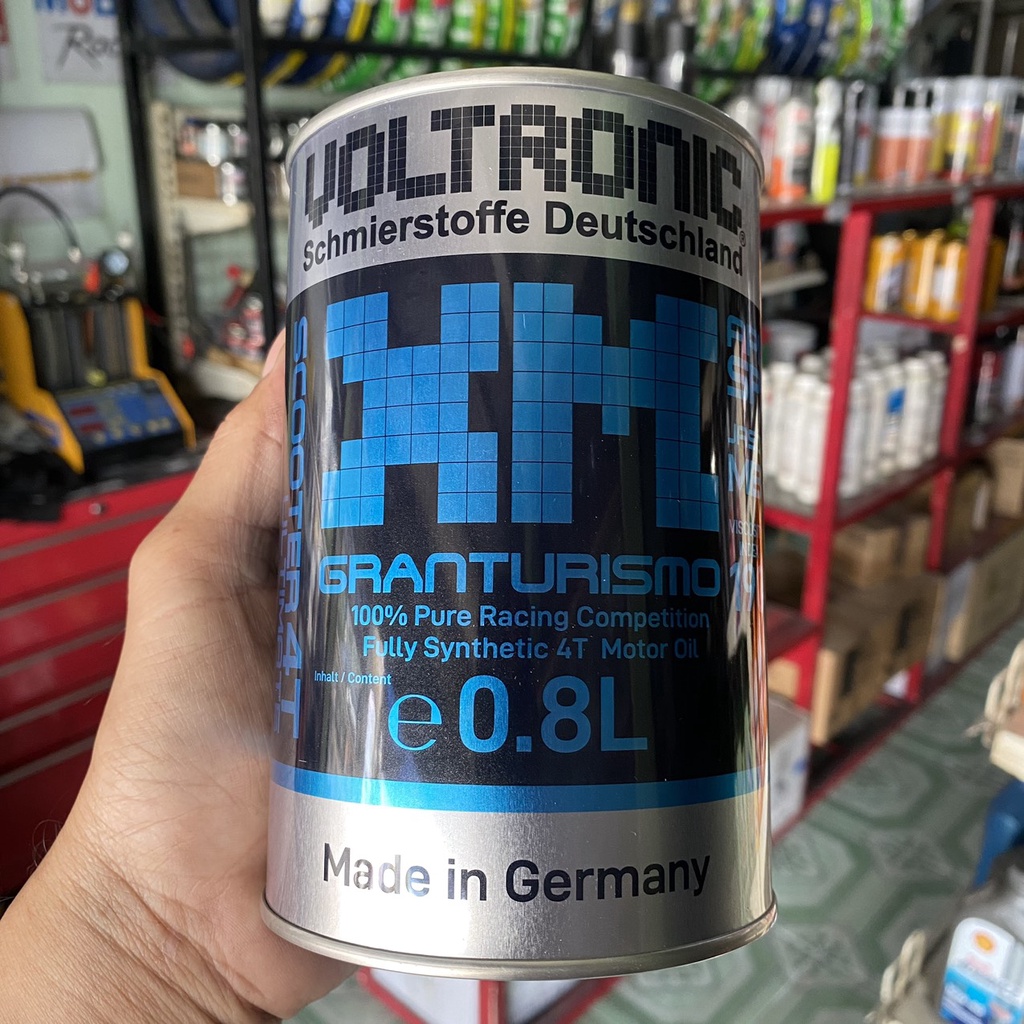 VOLTRONIC®
Schmierstoffe Deutschland
XM
GRANTURISMO
100% Pure Racing Competition
Fully Synthetic 4T Motor Oil
Inhalt / Content
e 0.8L
Made in Germany
SCOOTER 4T